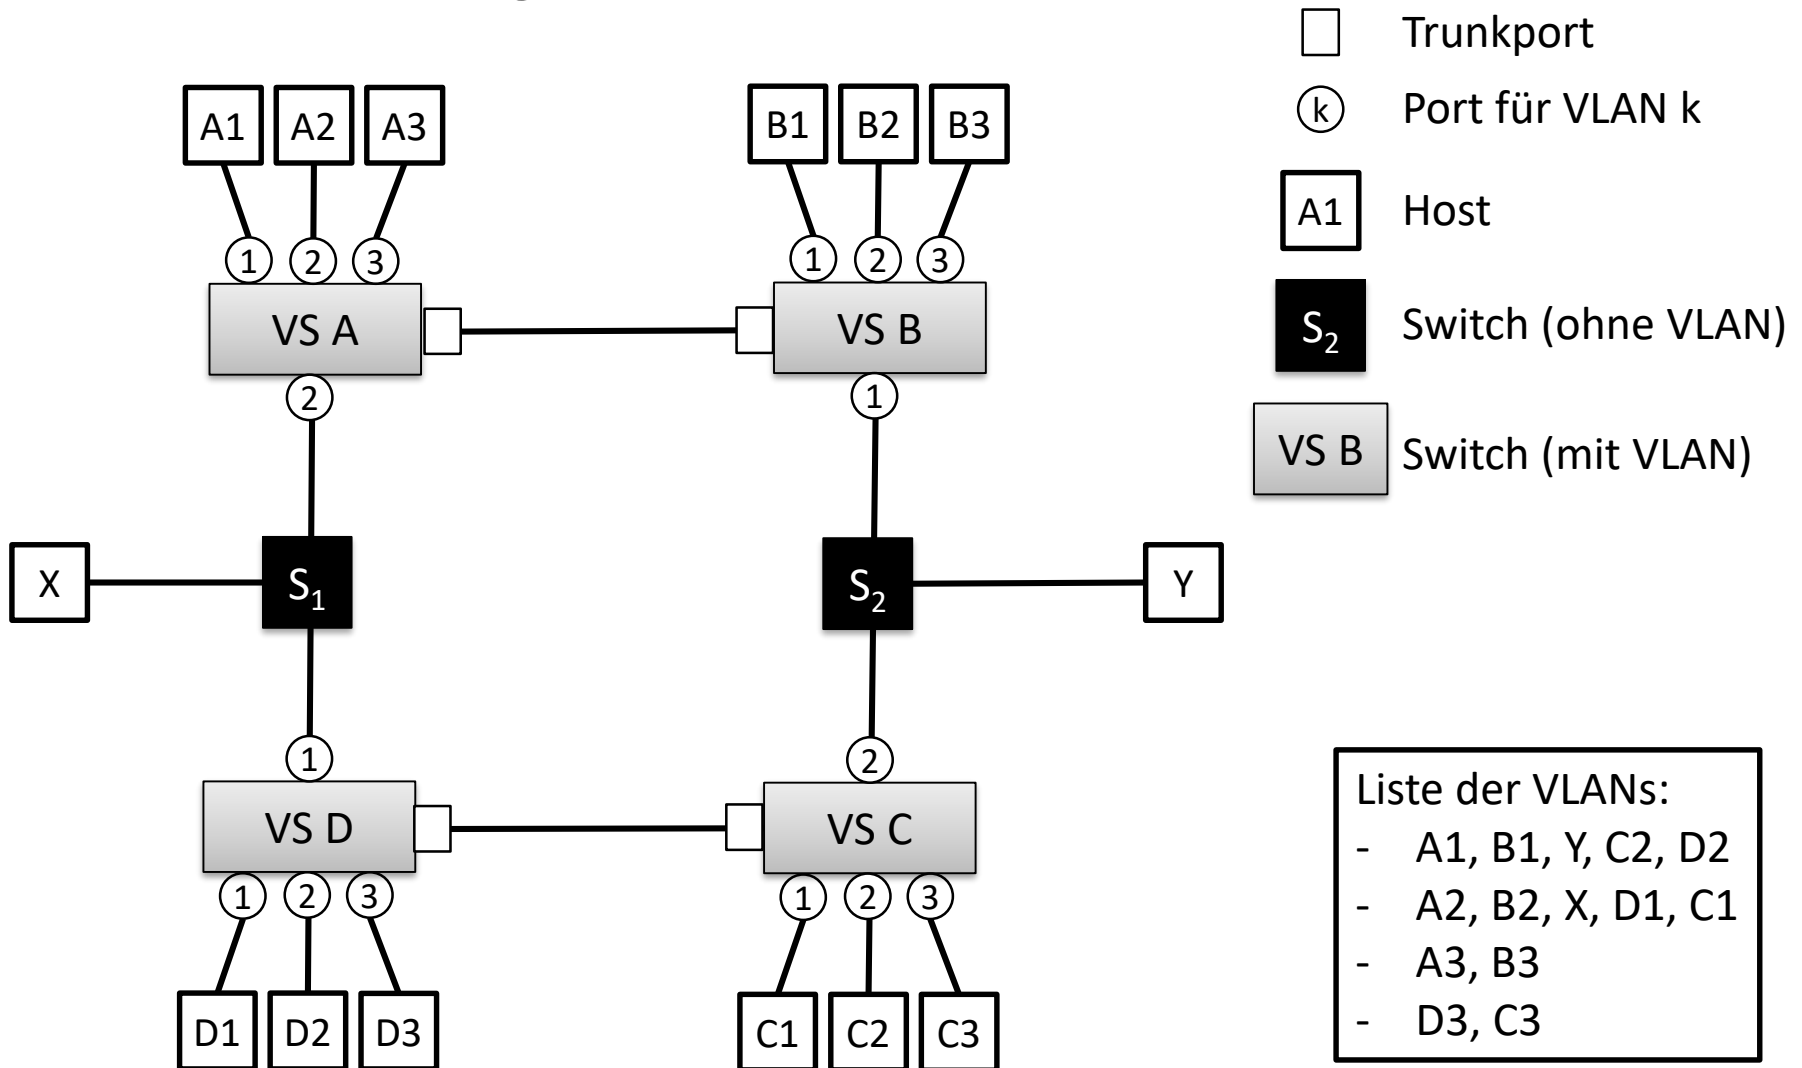 Trunkport
k Port für VLAN k
A1 A2 A3 B1 B2 B3
A1 Host
1 2 3 1 2 3
VS A VS B
S2 Switch (ohne VLAN)
2 1
VS B Switch (mit VLAN)
X S1 S2 Y
1 2
VS D VS C
1 2 3 1 2 3
D1 D2 D3 C1 C2 C3
Liste der VLANs:
- A1, B1, Y, C2, D2
- A2, B2, X, D1, C1
- A3, B3
- D3, C3